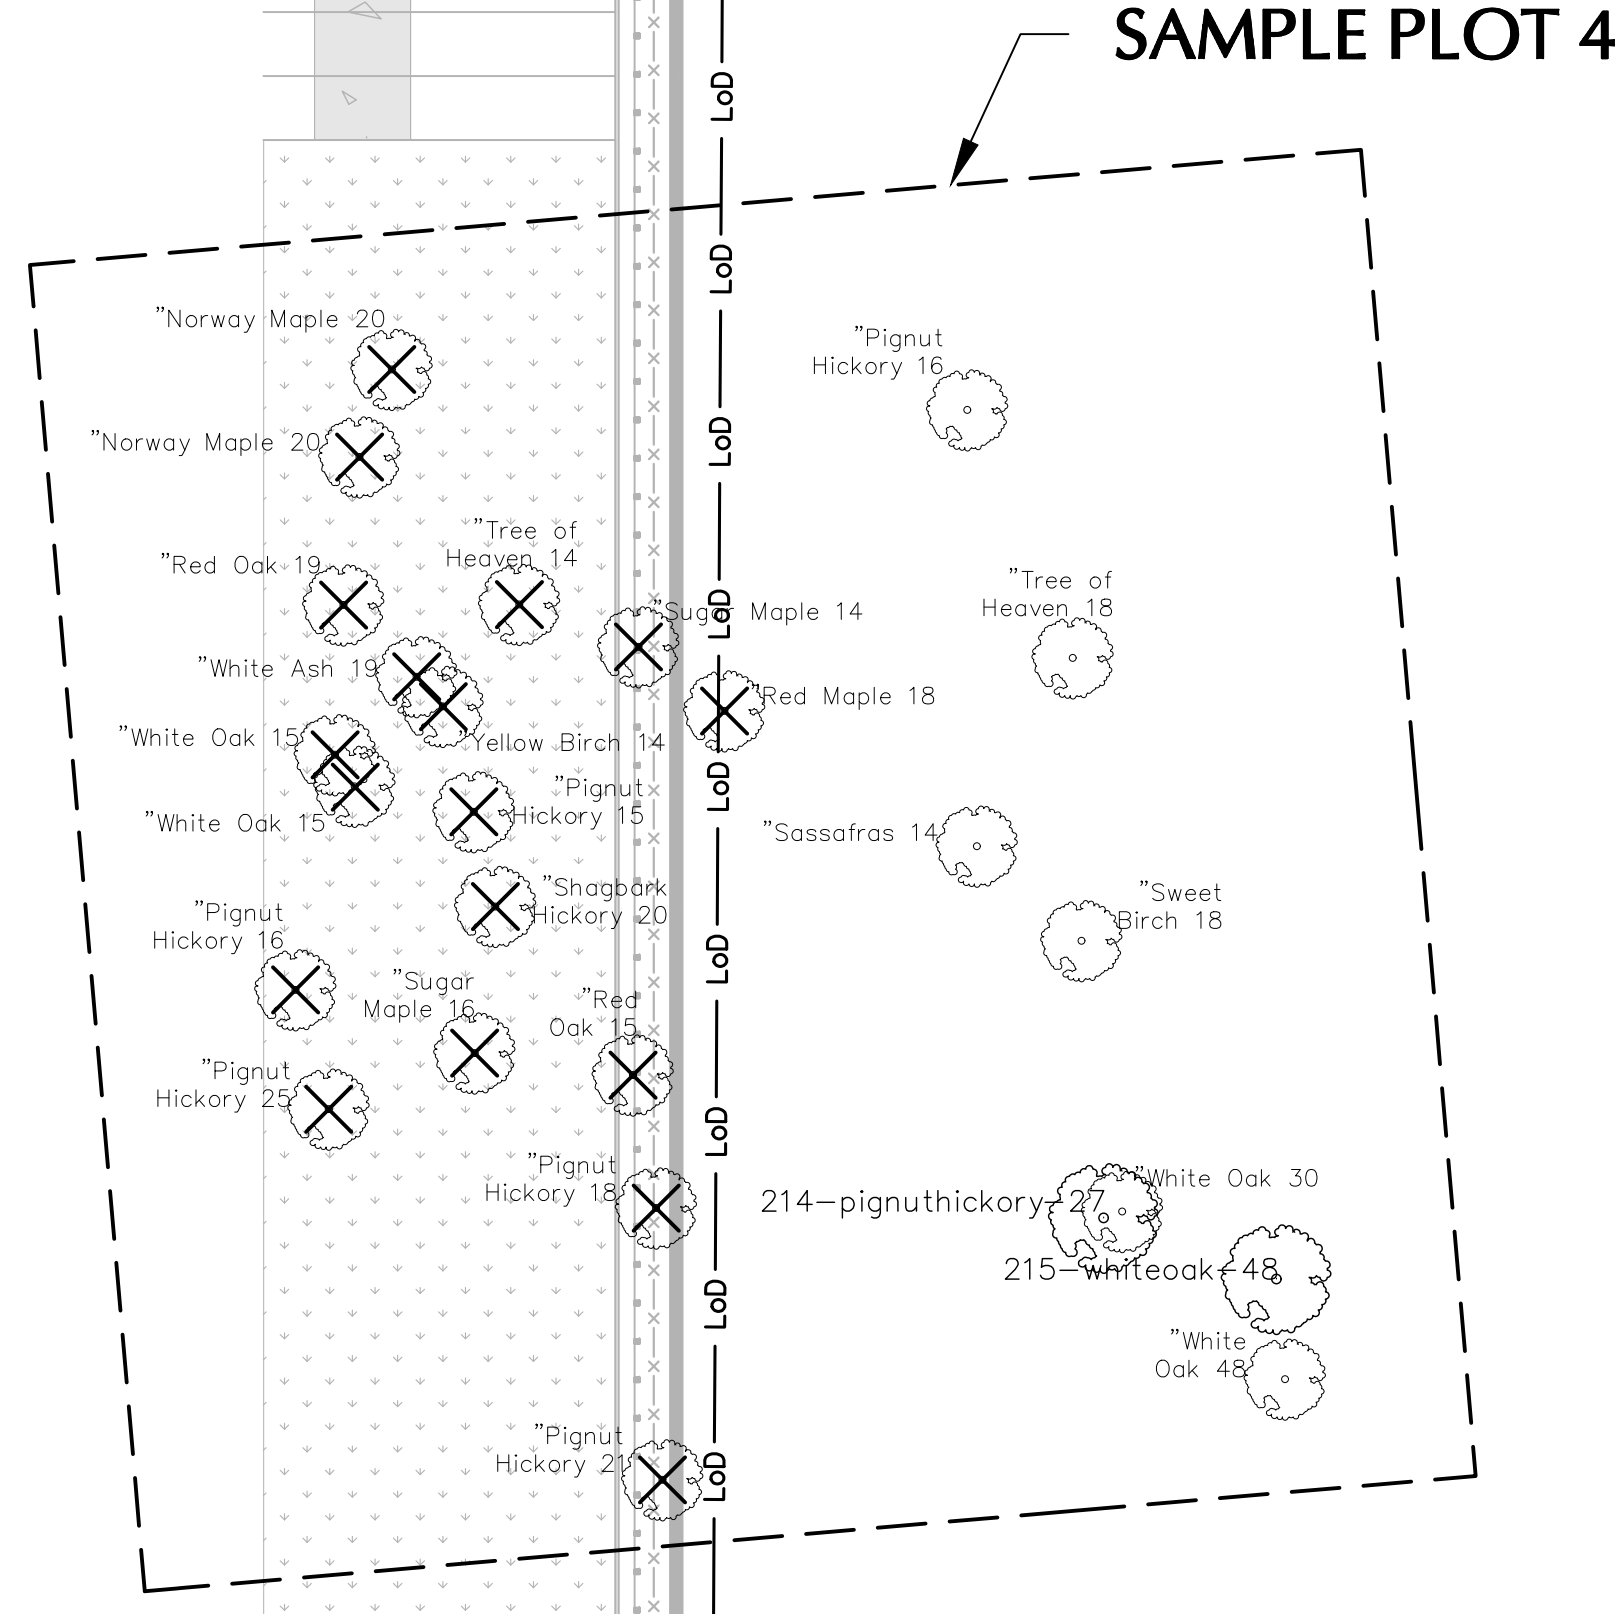 SAMPLE PLOT 4
LoD
LoD
"Norway Maple 20
"Pignut
Hickory 16
"Norway Maple 20
LoD
"Tree of
Heaven 14
"Red Oak 19
"Tree of
Heaven 18
LoD
"Sugar Maple 14
"White Ash 19
"Red Maple 18
"White Oak 15
"Yellow Birch 14
LoD
"Pignut
Hickory 15
"White Oak 15
"Sassafras 14
"Shagbark
Hickory 20
"Sweet
Birch 18
"Pignut
Hickory 16
LoD
"Sugar
Maple 16
"Red
Oak 15
"Pignut
Hickory 25
LoD
"Pignut
Hickory 18
"White Oak 30
214-pignuthickory-27
215-whiteoak-48
LoD
"White
Oak 48
"Pignut
Hickory 21
LoD